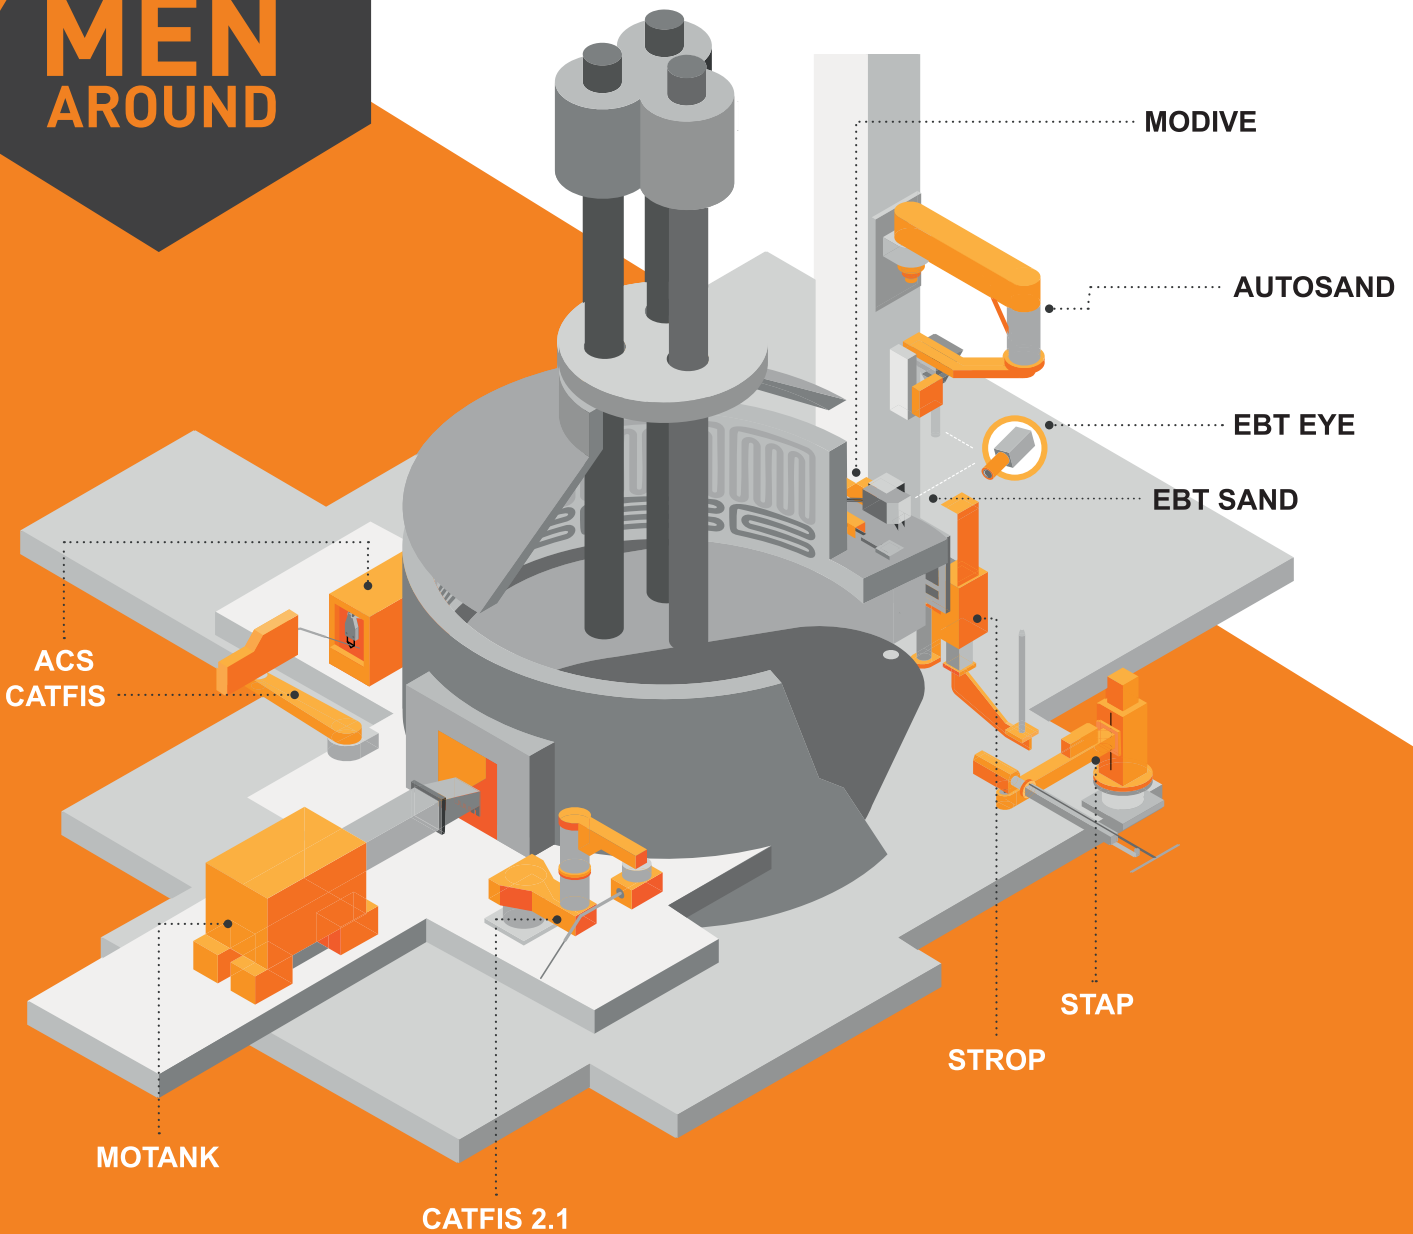 MEN
AROUND
MODIVE
AUTOSAND
EBT EYE
EBT SAND
ACS
CATFIS
STAP
STROP
MOTANK
CATFIS 2.1